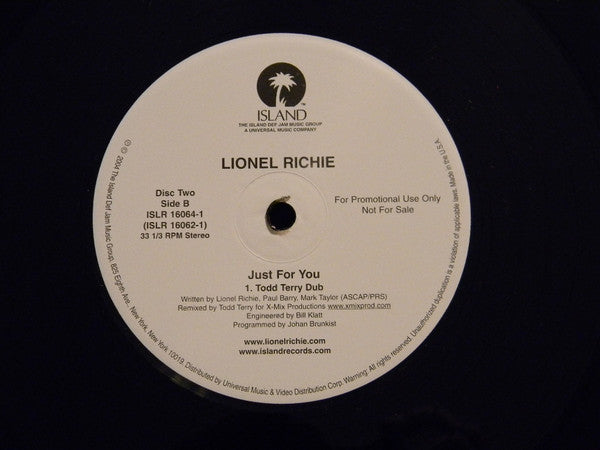 ISLAND™
THE ISLAND DEF JAM MUSIC GROUP
A UNIVERSAL MUSIC COMPANY
LIONEL RICHIE
Disc Two
Side B
ISLR 16064-1
(ISLR 16062-1)
33 1/3 RPM Stereo
For Promotional Use Only
Not For Sale
Just For You
1. Todd Terry Dub
Written by Lionel Richie, Paul Barry, Mark Taylor (ASCAP/PRS)
Remixed by Todd Terry for X-Mix Productions www.xmixprod.com
Engineered by Bill Klatt
Programmed by Johan Brunkist
www.lionelrichie.com
www.islandrecords.com
℗ © 2004 The Island Def Jam Music Group, 825 Eighth Ave., New York, New York 10019. Distributed by Universal Music & Video Distribution Corp. Warning: All rights reserved. Unauthorized duplication is a violation of applicable laws. Made in the U.S.A.